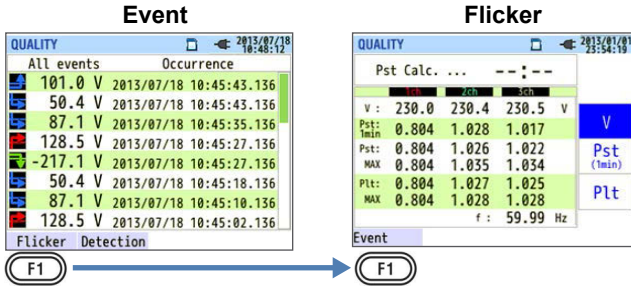 Event
QUALITY 2013/07/18 10:48:12
All events Occurrence
101.0 V 2013/07/18 10:45:43.136
50.4 V 2013/07/18 10:45:43.136
87.1 V 2013/07/18 10:45:35.136
128.5 V 2013/07/18 10:45:27.136
-217.1 V 2013/07/18 10:45:27.136
50.4 V 2013/07/18 10:45:18.136
87.1 V 2013/07/18 10:45:10.136
128.5 V 2013/07/18 10:45:02.136
Flicker Detection
F1
Flicker
QUALITY 2013/01/01 23:54:19
Pst Calc. ... --:--
1ch 2ch 3ch
V : 230.0 230.4 230.5 V
Pst: 1min 0.804 1.028 1.017
Pst: 0.804 1.026 1.022
MAX 0.804 1.035 1.034
Plt: 0.804 1.027 1.025
MAX 0.804 1.028 1.028
f : 59.99 Hz
V
Pst
(1min)
Plt
Event
F1